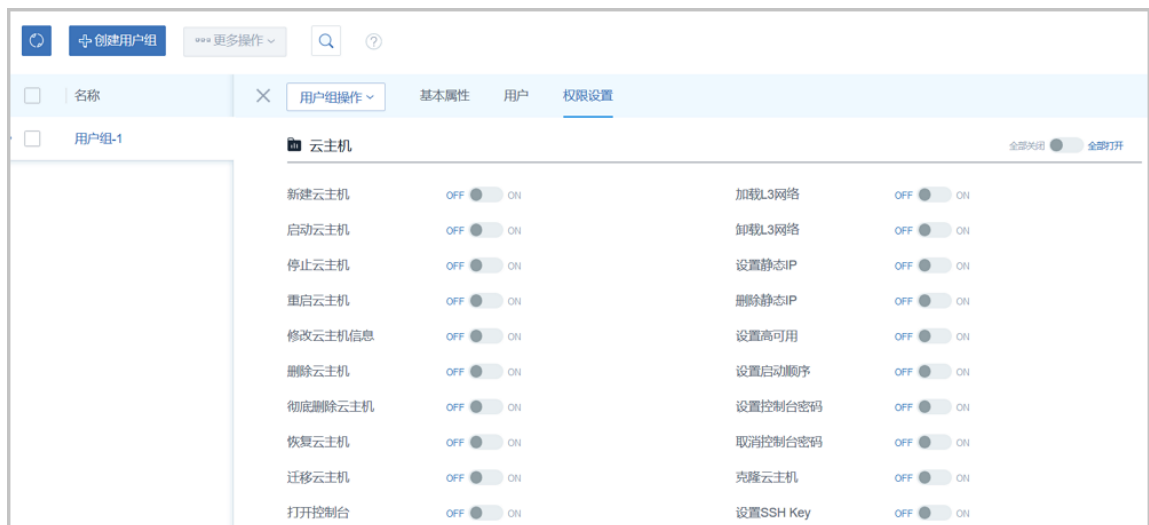 创建用户组 更多操作
名称 用户组操作 基本属性 用户 权限设置
用户组-1
云主机 全部关闭 全部打开
新建云主机 OFF ON 加载L3网络 OFF ON
启动云主机 OFF ON 卸载L3网络 OFF ON
停止云主机 OFF ON 设置静态IP OFF ON
重启云主机 OFF ON 删除静态IP OFF ON
修改云主机信息 OFF ON 设置高可用 OFF ON
删除云主机 OFF ON 设置启动顺序 OFF ON
彻底删除云主机 OFF ON 设置控制台密码 OFF ON
恢复云主机 OFF ON 取消控制台密码 OFF ON
迁移云主机 OFF ON 克隆云主机 OFF ON
打开控制台 OFF ON 设置SSH Key OFF ON